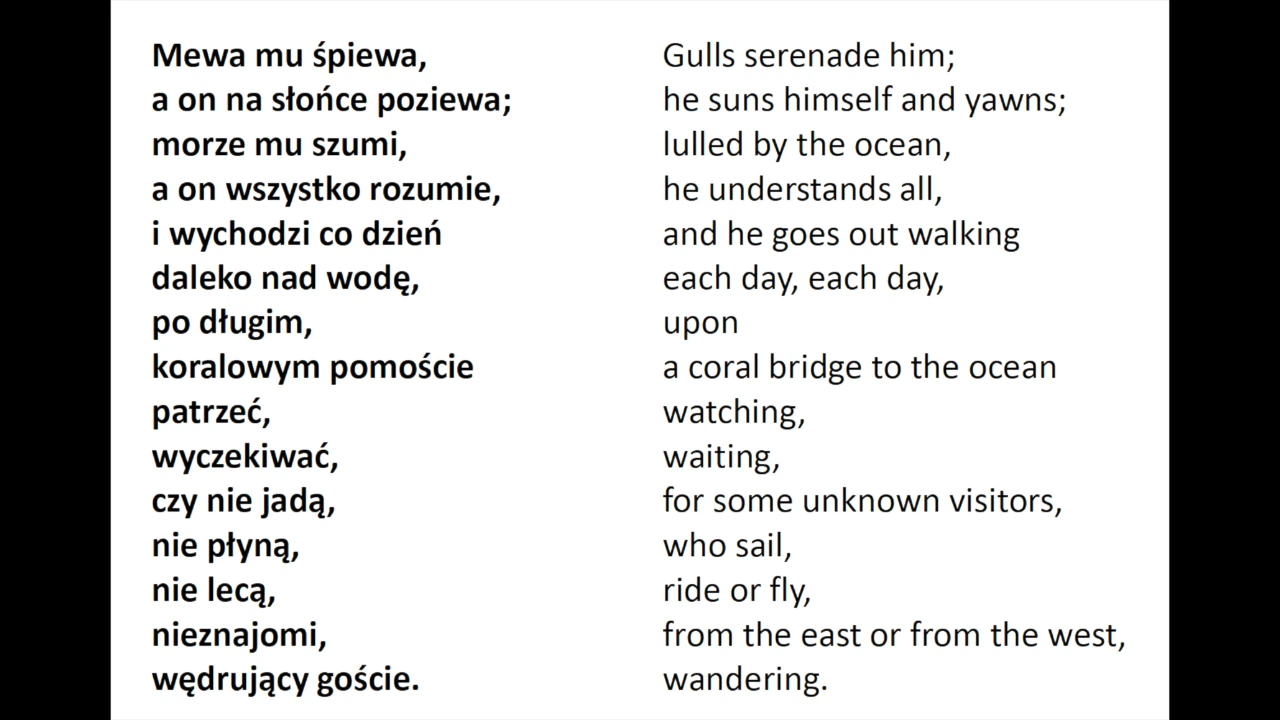 Mewa mu śpiewa,
a on na słońce poziewa;
morze mu szumi,
a on wszystko rozumie,
i wychodzi co dzień
daleko nad wodę,
po długim,
koralowym pomoście
patrzeć,
wyczekiwać,
czy nie jadą,
nie płyną,
nie lecą,
nieznajomi,
wędrujący goście.
Gulls serenade him;
he suns himself and yawns;
lulled by the ocean,
he understands all,
and he goes out walking
each day, each day,
upon
a coral bridge to the ocean
watching,
waiting,
for some unknown visitors,
who sail,
ride or fly,
from the east or from the west,
wandering.